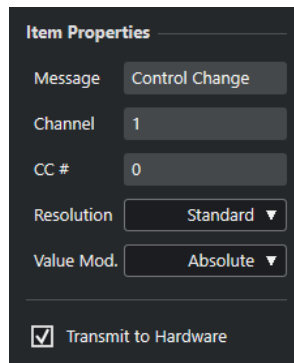 Item Properties
Message Control Change
Channel 1
CC # 0
Resolution Standard
Value Mod. Absolute
Transmit to Hardware